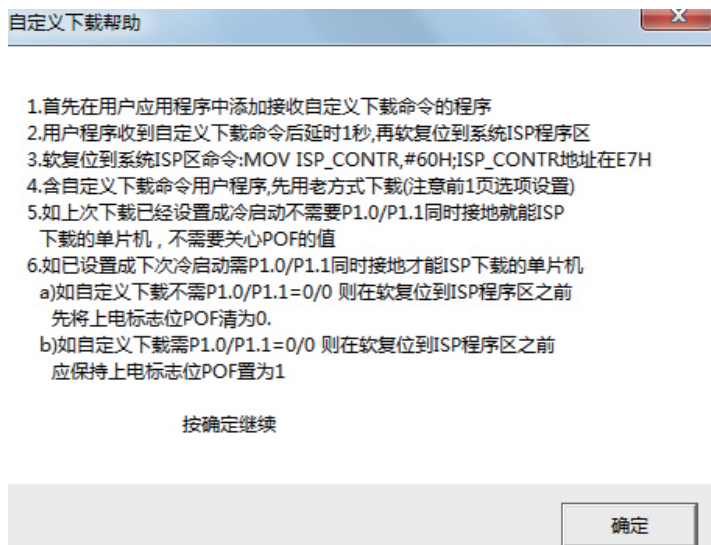 自定义下载帮助
X
1.首先在用户应用程序中添加接收自定义下载命令的程序
2.用户程序收到自定义下载命令后延时1秒,再软复位到系统ISP程序区
3.软复位到系统ISP区命令:MOV ISP_CONTR,#60H;ISP_CONTR地址在E7H
4.含自定义下载命令用户程序,先用老方式下载(注意前1页选项设置)
5.如上次下载已经设置成冷启动不需要P1.0/P1.1同时接地就能ISP
下载的单片机，不需要关心POF的值
6.如已设置成下次冷启动需P1.0/P1.1同时接地才能ISP下载的单片机
a)如自定义下载不需P1.0/P1.1=0/0 则在软复位到ISP程序区之前
先将上电标志位POF清为0.
b)如自定义下载需P1.0/P1.1=0/0 则在软复位到ISP程序区之前
应保持上电标志位POF置为1
按确定继续
确定